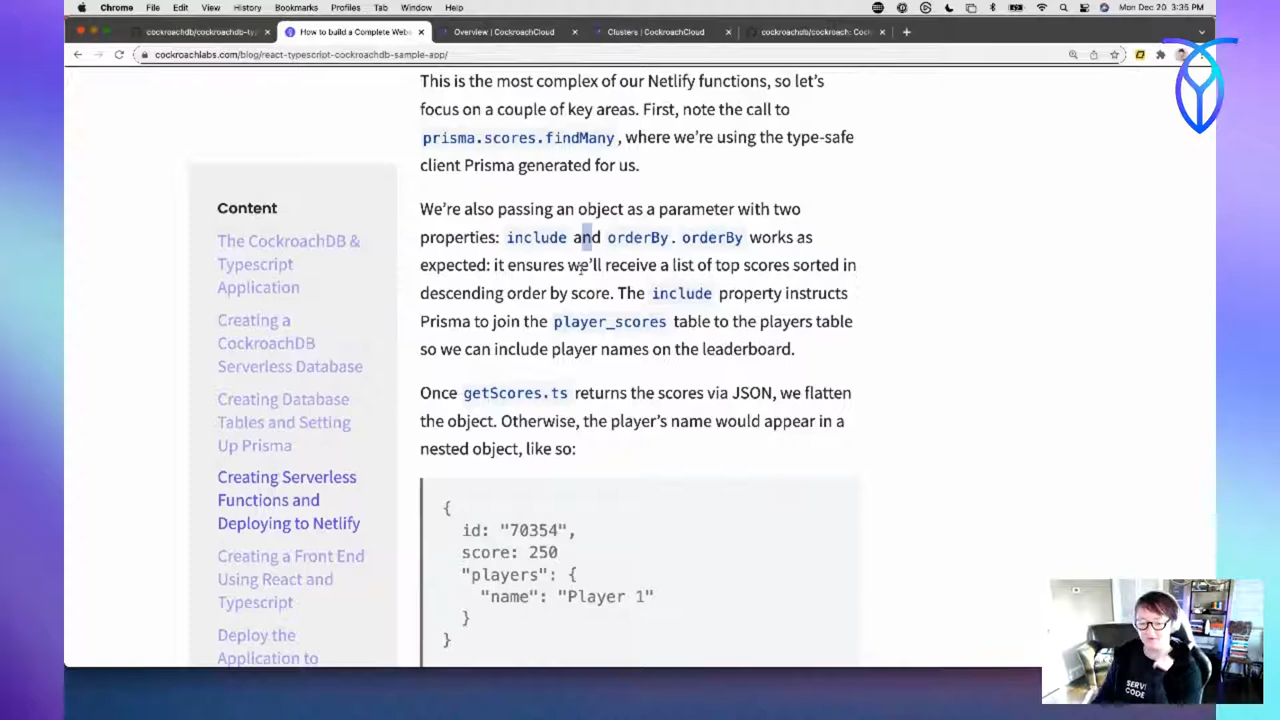 Chrome File Edit View History Bookmarks Profiles Tab Window Help
Mon Dec 20 3:35 PM
cockroachdb/cockroachdb-ty
How to build a Complete Web
Overview | CockroachCloud
Clusters | CockroachCloud
cockroachdb/cockroach: Coc
cockroachlabs.com/blog/react-typescript-cockroachdb-sample-app/
This is the most complex of our Netlify functions, so let's
focus on a couple of key areas. First, note the call to
prisma.scores.findMany, where we're using the type-safe
client Prisma generated for us.
We're also passing an object as a parameter with two
properties: include and orderBy. orderBy works as
expected: it ensures we'll receive a list of top scores sorted in
descending order by score. The include property instructs
Prisma to join the player_scores table to the players table
so we can include player names on the leaderboard.
Once getScores.ts returns the scores via JSON, we flatten
the object. Otherwise, the player's name would appear in a
nested object, like so:
{
id: "70354",
score: 250
"players": {
"name": "Player 1"
}
}
Content
The CockroachDB &
Typescript
Application
Creating a
CockroachDB
Serverless Database
Creating Database
Tables and Setting
Up Prisma
Creating Serverless
Functions and
Deploying to Netlify
Creating a Front End
Using React and
Typescript
Deploy the
Application to
CODE